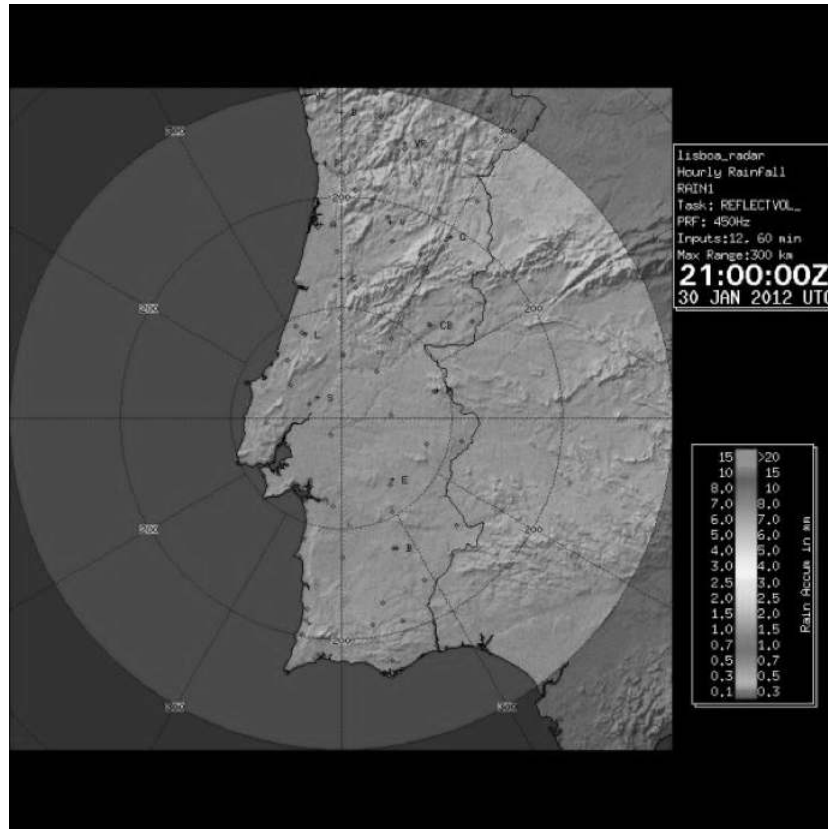 300
300
B
VR
P
200
A
V
G
C
200
200
CB
L
S
E
B
200
200
200
300
300
lisboa_radar
Hourly Rainfall
RAIN1
Task: REFLECTVOL_
PRF: 450Hz
Inputs:12, 60 min
Max Range:300 km
21:00:00Z
30 JAN 2012 UTC
15 >20
10 15
8.0 10
7.0 8.0
6.0 7.0
5.0 6.0
4.0 5.0
3.0 4.0
2.5 3.0
2.0 2.5
1.5 2.0
1.0 1.5
0.7 1.0
0.5 0.7
0.3 0.5
0.1 0.3
Rain Accum in mm